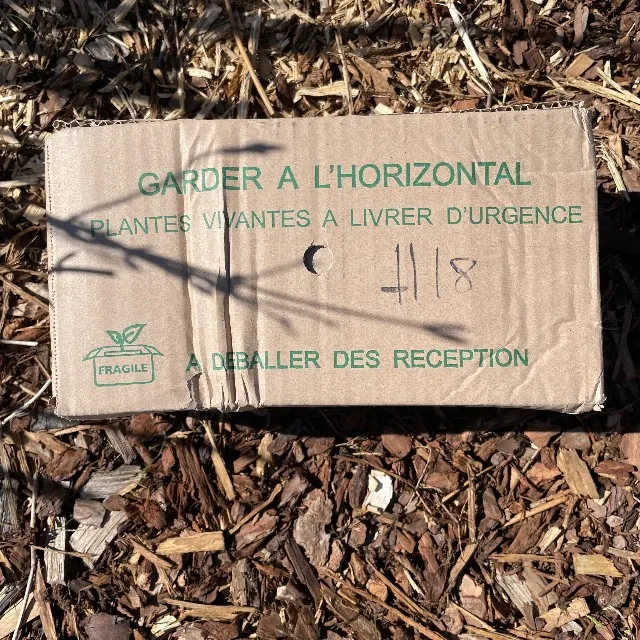 GARDER A L'HORIZONTAL
PLANTES VIVANTES A LIVRER D'URGENCE
FRAGILE
A DEBALLER DES RECEPTION